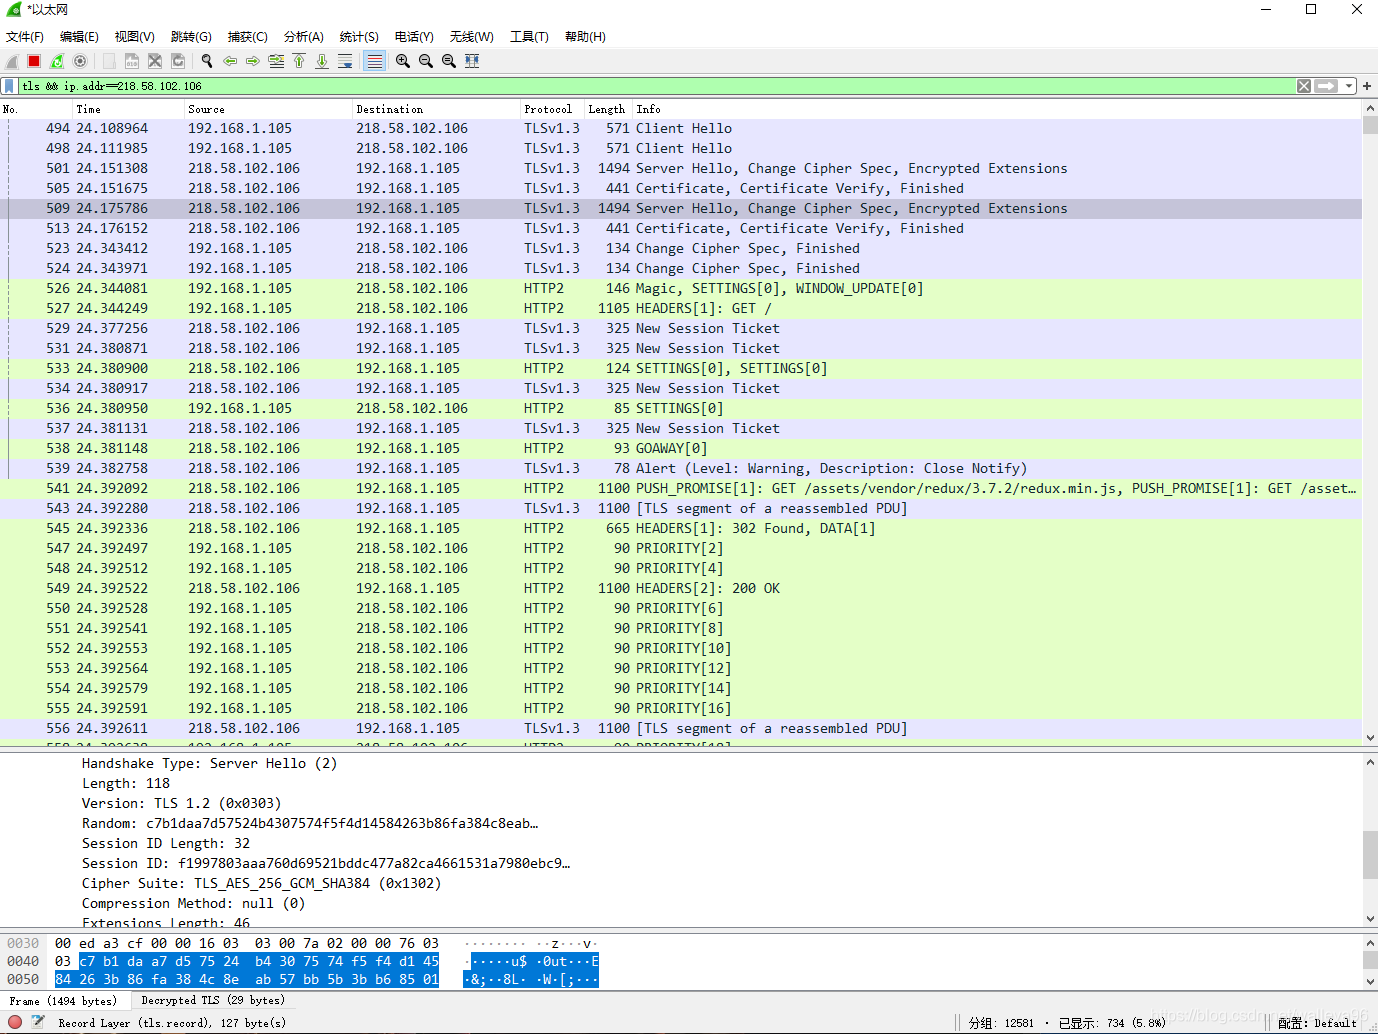 *以太网
文件(F) 编辑(E) 视图(V) 跳转(G) 捕获(C) 分析(A) 统计(S) 电话(Y) 无线(W) 工具(T) 帮助(H)
tls && ip.addr==218.58.102.106
No. Time Source Destination Protocol Length Info
494 24.108964 192.168.1.105 218.58.102.106 TLSv1.3 571 Client Hello
498 24.111985 192.168.1.105 218.58.102.106 TLSv1.3 571 Client Hello
501 24.151308 218.58.102.106 192.168.1.105 TLSv1.3 1494 Server Hello, Change Cipher Spec, Encrypted Extensions
505 24.151675 218.58.102.106 192.168.1.105 TLSv1.3 441 Certificate, Certificate Verify, Finished
509 24.175786 218.58.102.106 192.168.1.105 TLSv1.3 1494 Server Hello, Change Cipher Spec, Encrypted Extensions
513 24.176152 218.58.102.106 192.168.1.105 TLSv1.3 441 Certificate, Certificate Verify, Finished
523 24.343412 192.168.1.105 218.58.102.106 TLSv1.3 134 Change Cipher Spec, Finished
524 24.343971 192.168.1.105 218.58.102.106 TLSv1.3 134 Change Cipher Spec, Finished
526 24.344081 192.168.1.105 218.58.102.106 HTTP2 146 Magic, SETTINGS[0], WINDOW_UPDATE[0]
527 24.344249 192.168.1.105 218.58.102.106 HTTP2 1105 HEADERS[1]: GET /
529 24.377256 218.58.102.106 192.168.1.105 TLSv1.3 325 New Session Ticket
531 24.380871 218.58.102.106 192.168.1.105 TLSv1.3 325 New Session Ticket
533 24.380900 218.58.102.106 192.168.1.105 HTTP2 124 SETTINGS[0], SETTINGS[0]
534 24.380917 218.58.102.106 192.168.1.105 TLSv1.3 325 New Session Ticket
536 24.380950 192.168.1.105 218.58.102.106 HTTP2 85 SETTINGS[0]
537 24.381131 218.58.102.106 192.168.1.105 TLSv1.3 325 New Session Ticket
538 24.381148 218.58.102.106 192.168.1.105 HTTP2 93 GOAWAY[0]
539 24.382758 218.58.102.106 192.168.1.105 TLSv1.3 78 Alert (Level: Warning, Description: Close Notify)
541 24.392092 218.58.102.106 192.168.1.105 HTTP2 1100 PUSH_PROMISE[1]: GET /assets/vendor/redux/3.7.2/redux.min.js, PUSH_PROMISE[1]: GET /asset…
543 24.392280 218.58.102.106 192.168.1.105 TLSv1.3 1100 [TLS segment of a reassembled PDU]
545 24.392336 218.58.102.106 192.168.1.105 HTTP2 665 HEADERS[1]: 302 Found, DATA[1]
547 24.392497 192.168.1.105 218.58.102.106 HTTP2 90 PRIORITY[2]
548 24.392512 192.168.1.105 218.58.102.106 HTTP2 90 PRIORITY[4]
549 24.392522 218.58.102.106 192.168.1.105 HTTP2 1100 HEADERS[2]: 200 OK
550 24.392528 192.168.1.105 218.58.102.106 HTTP2 90 PRIORITY[6]
551 24.392541 192.168.1.105 218.58.102.106 HTTP2 90 PRIORITY[8]
552 24.392553 192.168.1.105 218.58.102.106 HTTP2 90 PRIORITY[10]
553 24.392564 192.168.1.105 218.58.102.106 HTTP2 90 PRIORITY[12]
554 24.392579 192.168.1.105 218.58.102.106 HTTP2 90 PRIORITY[14]
555 24.392591 192.168.1.105 218.58.102.106 HTTP2 90 PRIORITY[16]
556 24.392611 218.58.102.106 192.168.1.105 TLSv1.3 1100 [TLS segment of a reassembled PDU]
Handshake Type: Server Hello (2)
Length: 118
Version: TLS 1.2 (0x0303)
Random: c7b1daa7d57524b4307574f5f4d14584263b86fa384c8eab…
Session ID Length: 32
Session ID: f1997803aaa760d69521bddc477a82ca4661531a7980ebc9…
Cipher Suite: TLS_AES_256_GCM_SHA384 (0x1302)
Compression Method: null (0)
Extensions Length: 46
0030 00 ed a3 cf 00 00 16 03 03 00 7a 02 00 00 76 03 ········ ··z···v·
0040 03 c7 b1 da a7 d5 75 24 b4 30 75 74 f5 f4 d1 45 ······u$ ·0ut···E
0050 84 26 3b 86 fa 38 4c 8e ab 57 bb 5b 3b b6 85 01 ·&;··8L· ·W·[;···
Frame (1494 bytes) Decrypted TLS (29 bytes)
Record Layer (tls.record), 127 byte(s) 分组: 12581 · 已显示: 734 (5.8%) 配置: Default